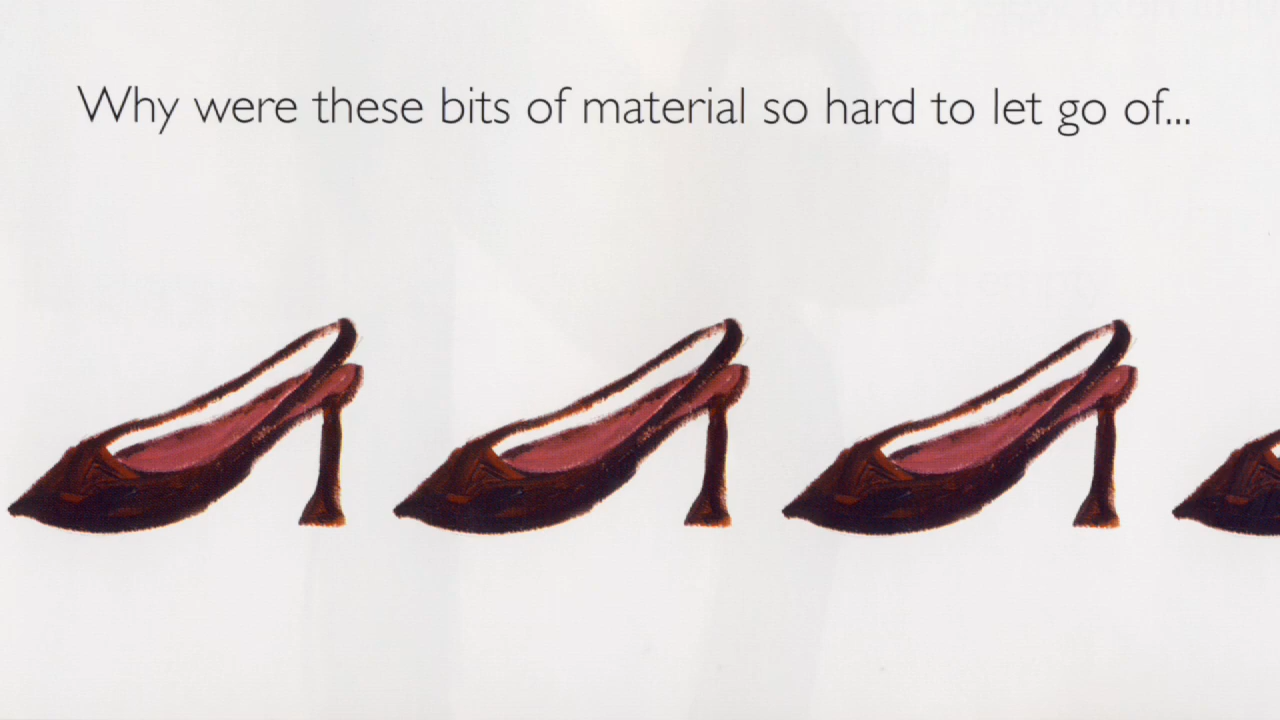 Why were these bits of material so hard to let go of...